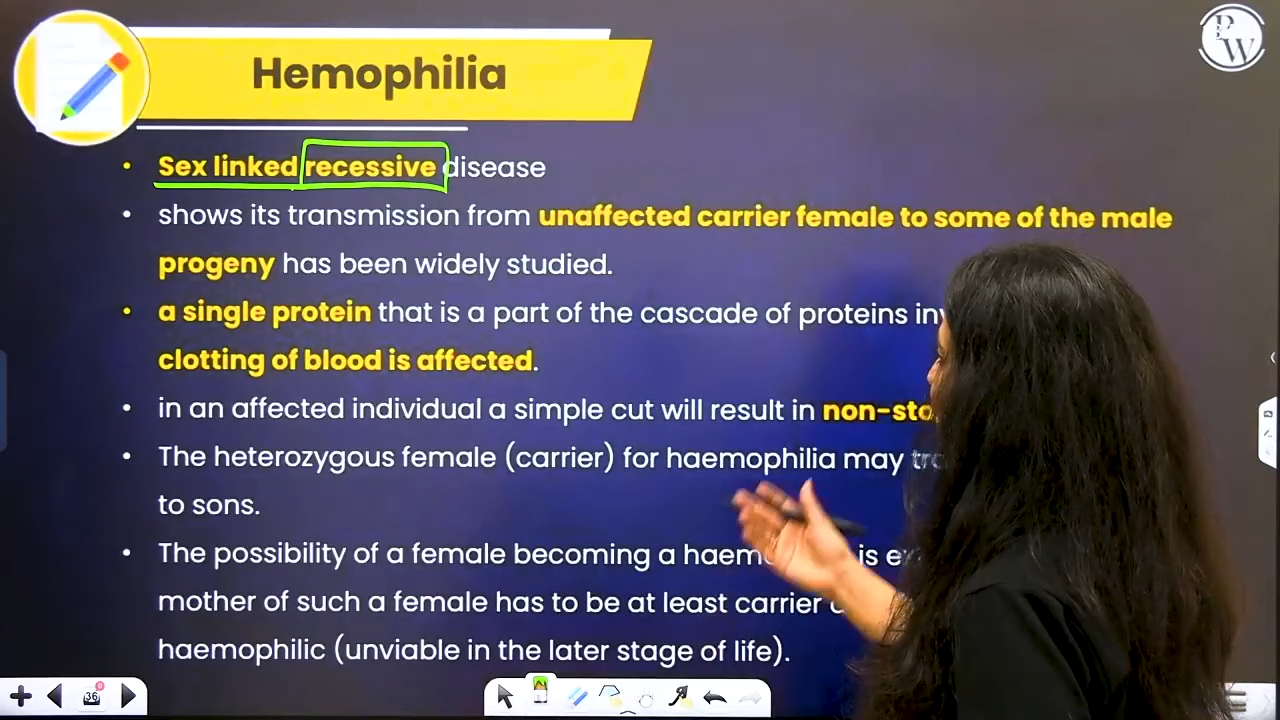 Hemophilia
PW
• Sex linked recessive disease
• shows its transmission from unaffected carrier female to some of the male
progeny has been widely studied.
• a single protein that is a part of the cascade of proteins
clotting of blood is affected.
• in an affected individual a simple cut will result in
• The heterozygous female (carrier) for haemophilia may
to sons.
• The possibility of a female becoming a is
mother of such a female has to be at least carrier
haemophilic (unviable in the later stage of life).
36